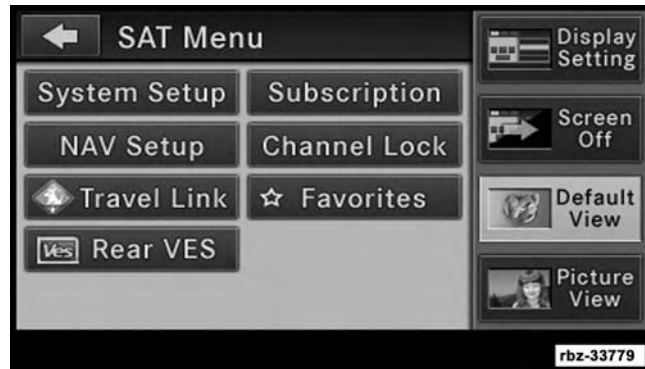 SAT Menu
System Setup
Subscription
NAV Setup
Channel Lock
Travel Link
☆ Favorites
Ves Rear VES
Display
Setting
Screen
Off
Default
View
Picture
View
rbz-33779